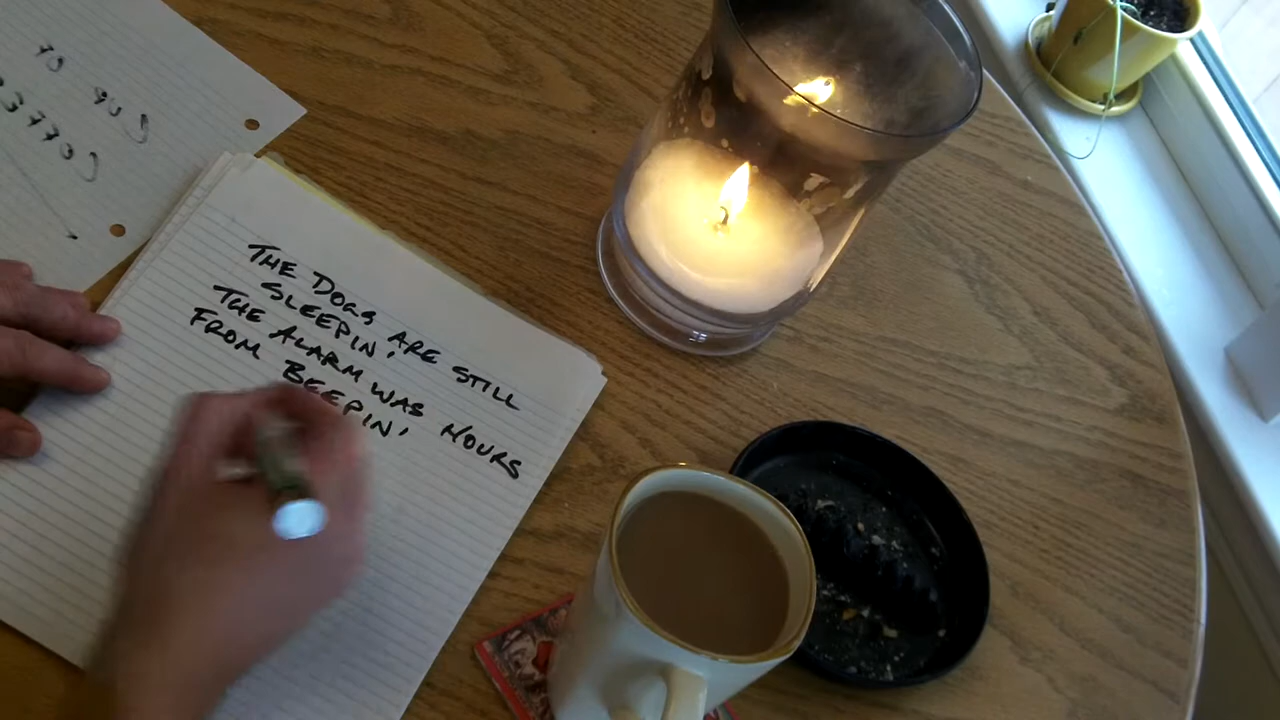 THE DOGS ARE STILL
SLEEPIN'
THE ALARM WAS HOURS
FROM BEEPIN'